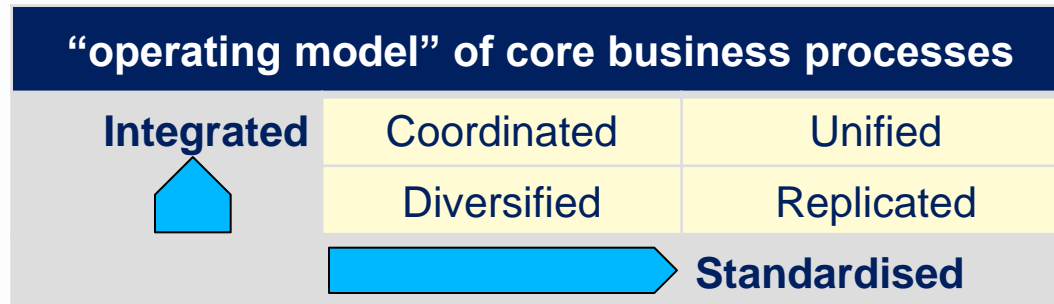 “operating model” of core business processes
Integrated Coordinated Unified
Diversified Replicated
Standardised